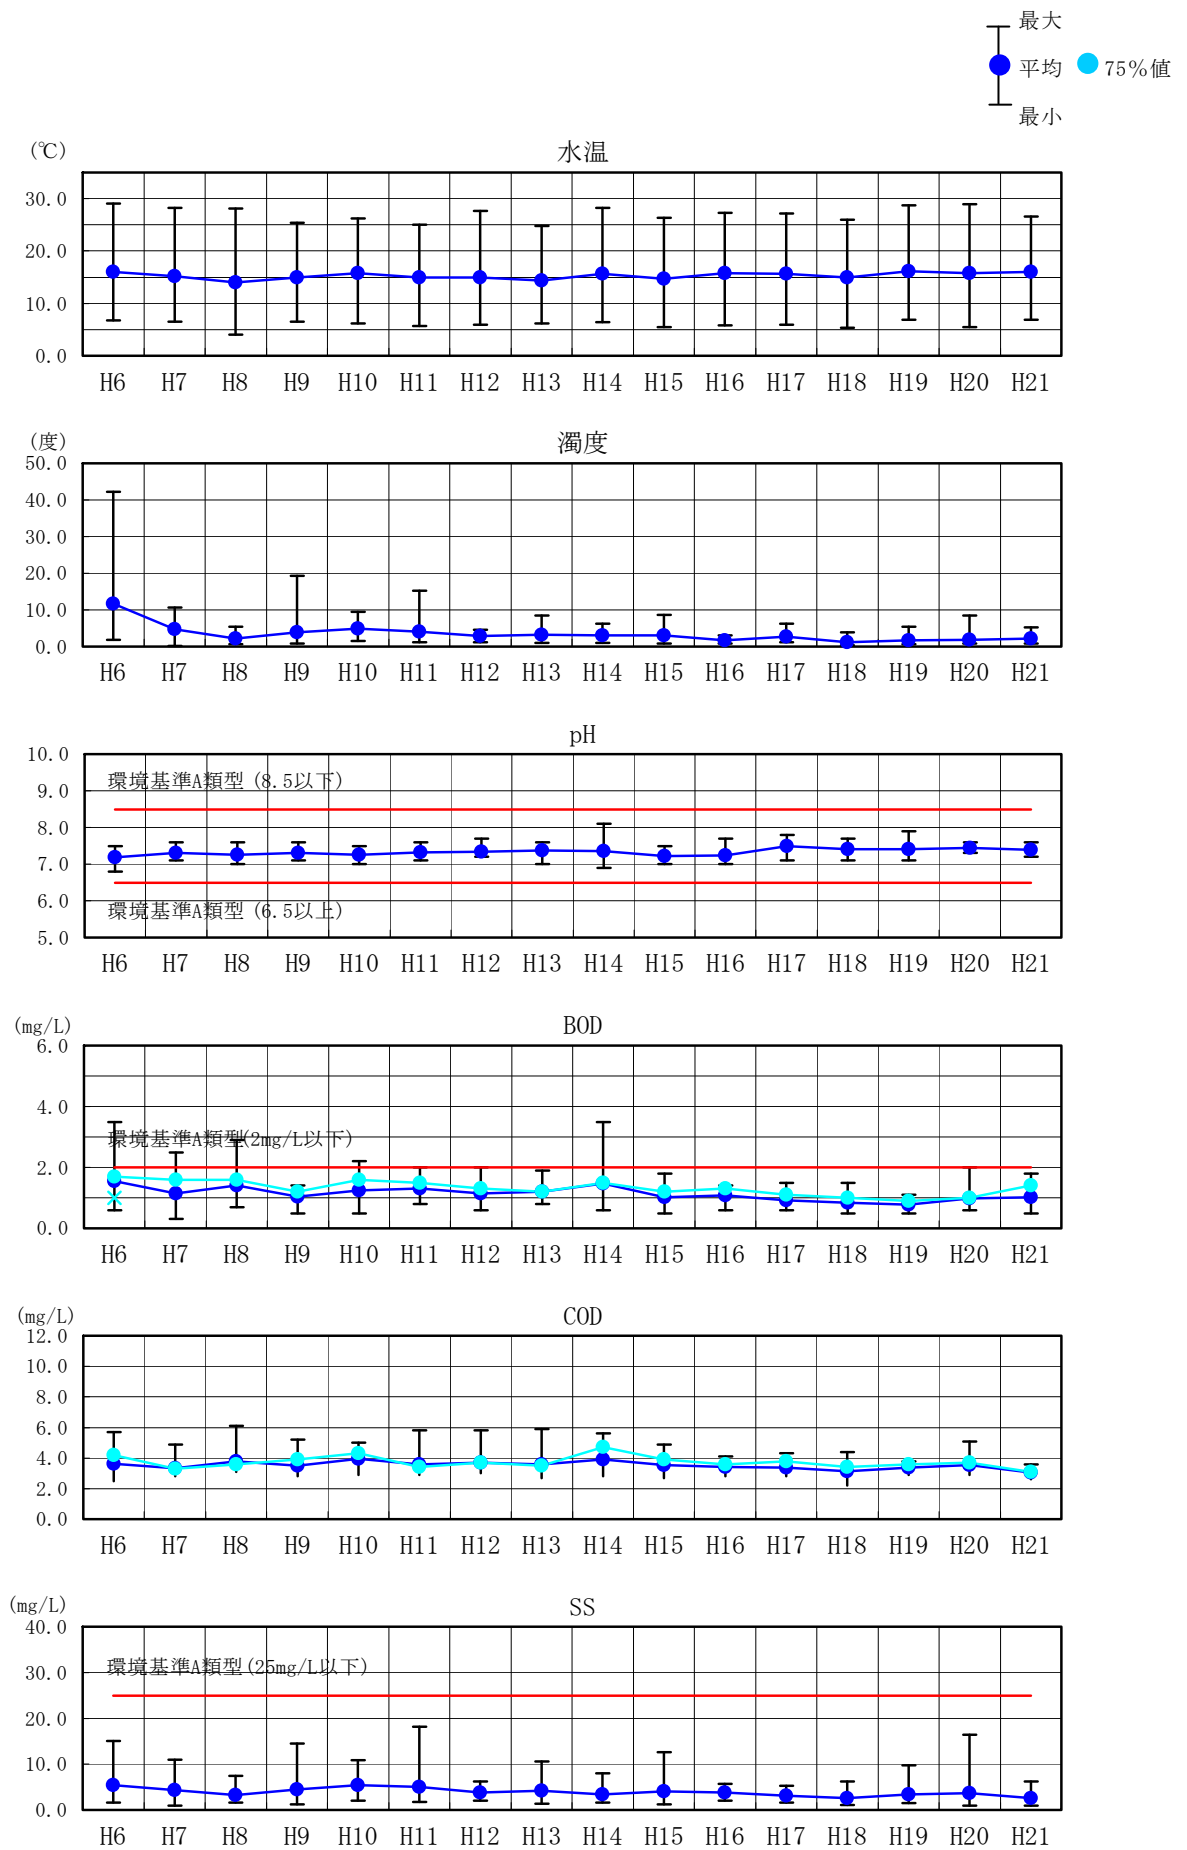 最大
平均 75%値
最小
(℃) 水温
30.0
20.0
10.0
0.0
H6 H7 H8 H9 H10 H11 H12 H13 H14 H15 H16 H17 H18 H19 H20 H21
(度) 濁度
50.0
40.0
30.0
20.0
10.0
0.0
H6 H7 H8 H9 H10 H11 H12 H13 H14 H15 H16 H17 H18 H19 H20 H21
pH
10.0
環境基準A類型 (8.5以下)
9.0
8.0
7.0
6.0
環境基準A類型 (6.5以上)
5.0
H6 H7 H8 H9 H10 H11 H12 H13 H14 H15 H16 H17 H18 H19 H20 H21
(mg/L) BOD
6.0
4.0
環境基準A類型(2mg/L以下)
2.0
0.0
H6 H7 H8 H9 H10 H11 H12 H13 H14 H15 H16 H17 H18 H19 H20 H21
(mg/L) COD
12.0
10.0
8.0
6.0
4.0
2.0
0.0
H6 H7 H8 H9 H10 H11 H12 H13 H14 H15 H16 H17 H18 H19 H20 H21
(mg/L) SS
40.0
環境基準A類型(25mg/L以下)
30.0
20.0
10.0
0.0
H6 H7 H8 H9 H10 H11 H12 H13 H14 H15 H16 H17 H18 H19 H20 H21